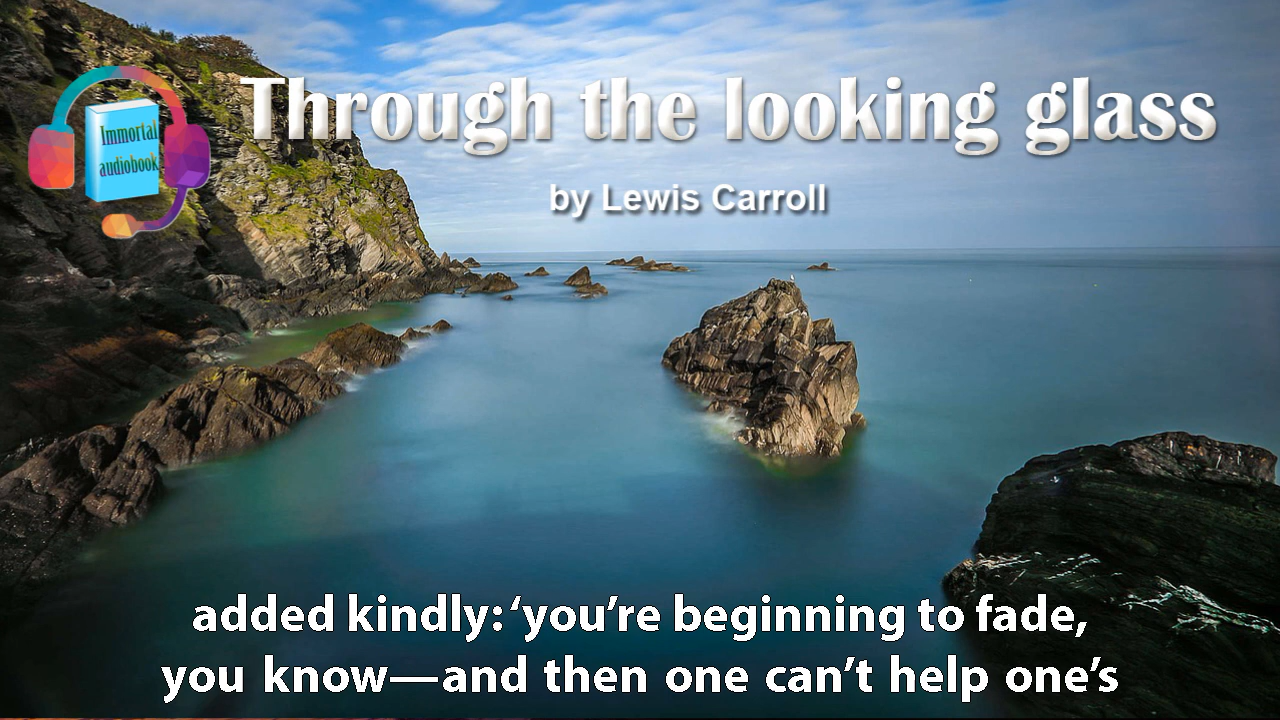 Immortal
audiobook
Through the looking glass
by Lewis Carroll
added kindly: ‘you’re beginning to fade,
you know—and then one can’t help one’s